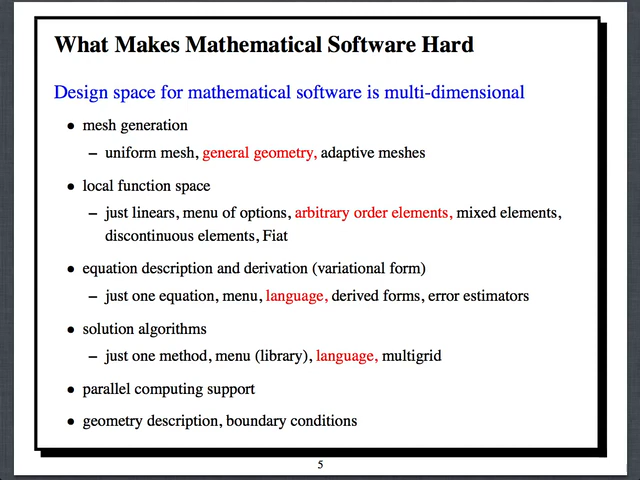 What Makes Mathematical Software Hard
Design space for mathematical software is multi-dimensional
• mesh generation
– uniform mesh, general geometry, adaptive meshes
• local function space
– just linears, menu of options, arbitrary order elements, mixed elements,
discontinuous elements, Fiat
• equation description and derivation (variational form)
– just one equation, menu, language, derived forms, error estimators
• solution algorithms
– just one method, menu (library), language, multigrid
• parallel computing support
• geometry description, boundary conditions
5